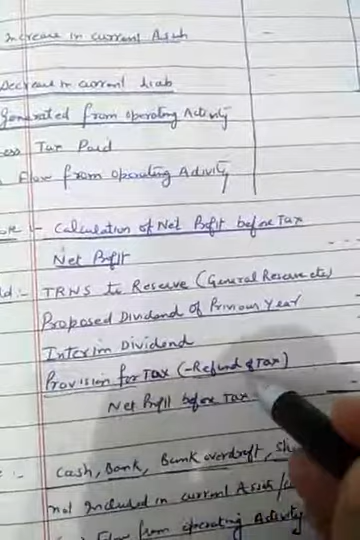 Increase in current Assets
Decrease in current liab
Generated from operating Activity
Less Tax Paid
Flow from operating Activity
Note :- Calculation of Net Profit before Tax
Net Profit
Add :- TRNS to Reserve (General Reserve etc)
Proposed Dividend of Previous Year
Interim Dividend
Provision for Tax (-Refund of Tax)
Net Profit before Tax
Cash, Bank, Bank overdraft,
not Included in current Assets/
Flow from operating Activity